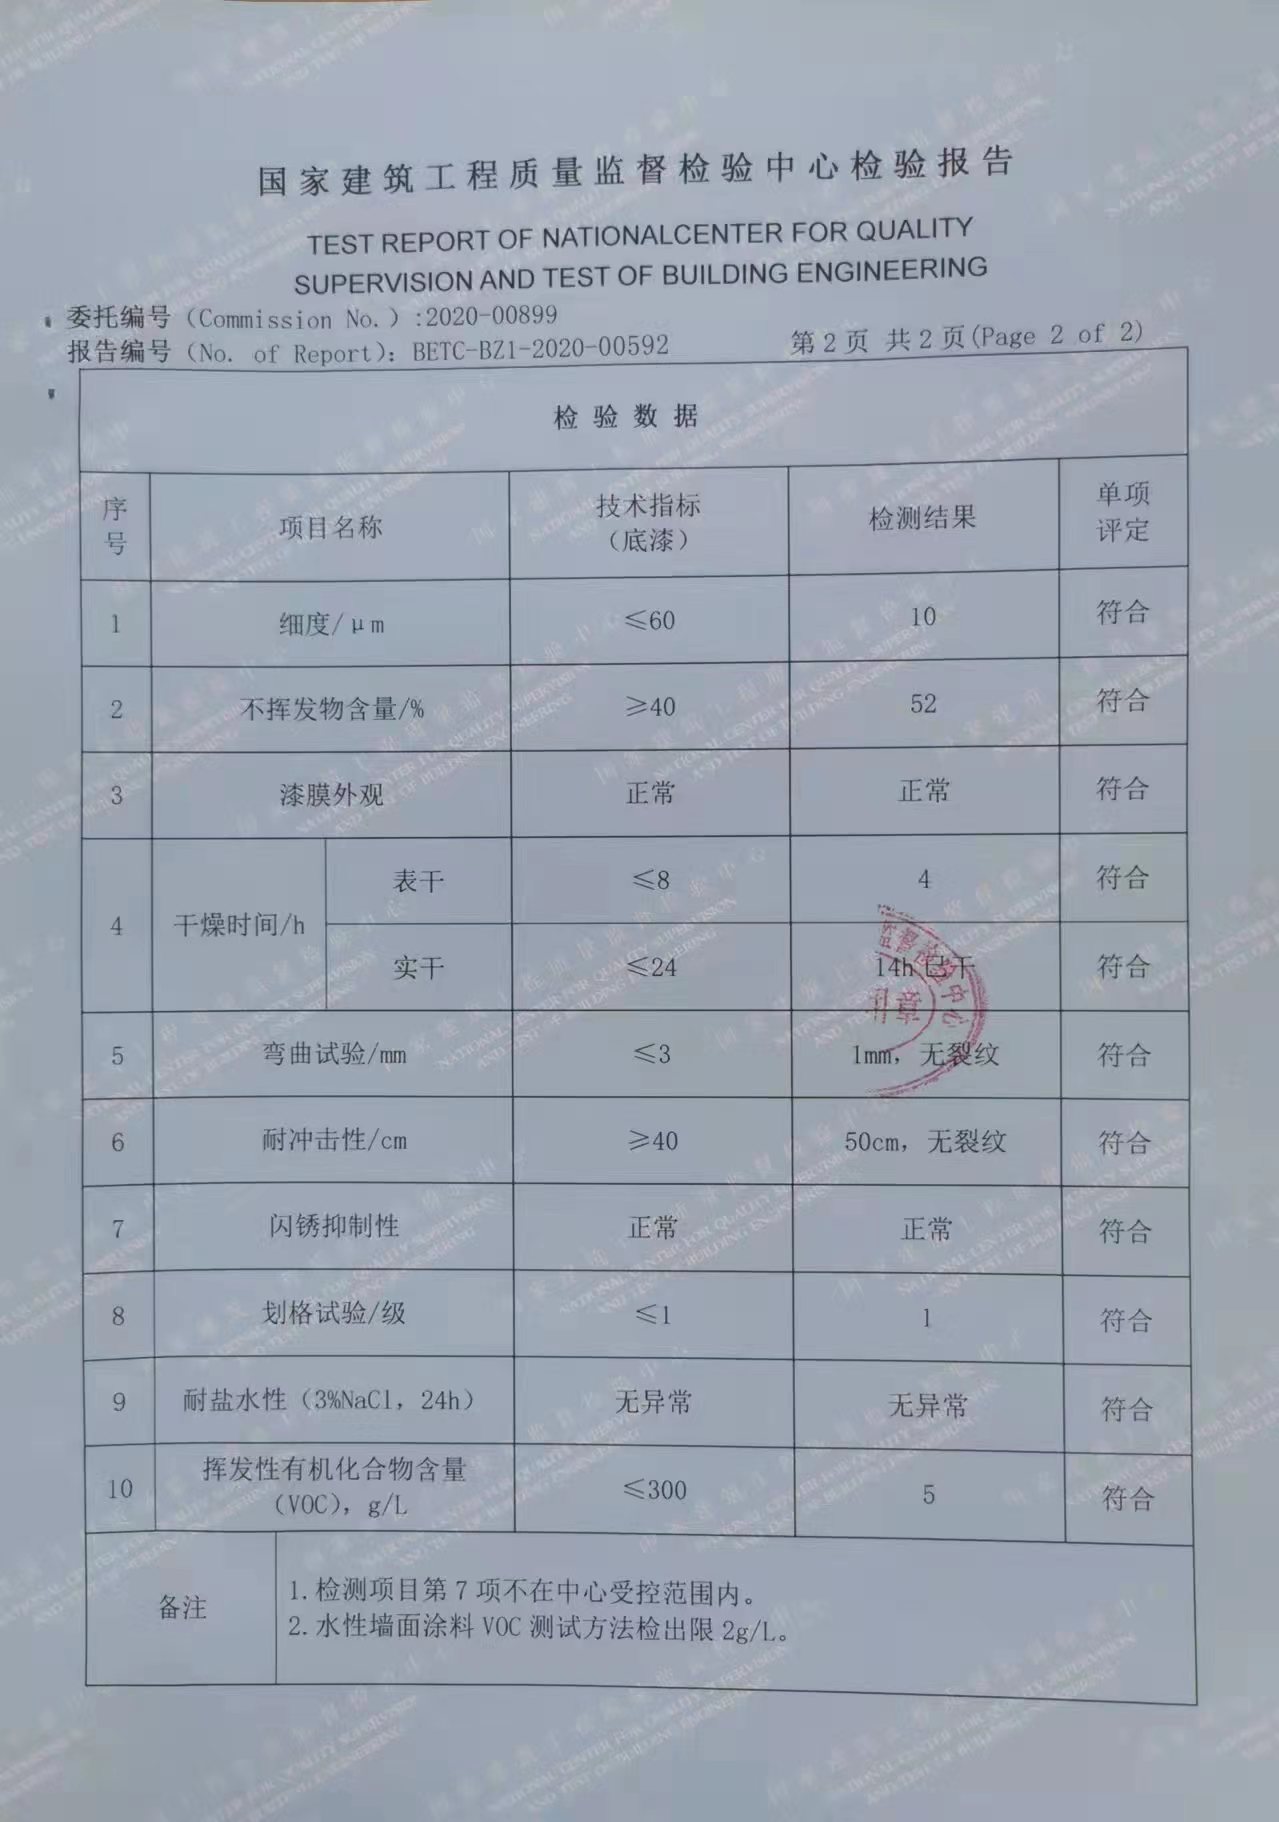 国家建筑工程质量监督检验中心检验报告
TEST REPORT OF NATIONALCENTER FOR QUALITY
SUPERVISION AND TEST OF BUILDING ENGINEERING
委托编号（Commission No.）:2020-00899
报告编号（No. of Report）：BETC-BZ1-2020-00592
第2页 共2页(Page 2 of 2)
检验数据
序号 项目名称 技术指标（底漆） 检测结果 单项评定
1 细度/μm ≤60 10 符合
2 不挥发物含量/% ≥40 52 符合
3 漆膜外观 正常 正常 符合
4 干燥时间/h 表干 ≤8 4 符合
实干 ≤24 14h 已干 符合
5 弯曲试验/mm ≤3 1mm，无裂纹 符合
6 耐冲击性/cm ≥40 50cm，无裂纹 符合
7 闪锈抑制性 正常 正常 符合
8 划格试验/级 ≤1 1 符合
9 耐盐水性（3%NaCl，24h） 无异常 无异常 符合
10 挥发性有机化合物含量（VOC），g/L ≤300 5 符合
备注
1.检测项目第 7 项不在中心受控范围内。
2.水性墙面涂料 VOC 测试方法检出限 2g/L。